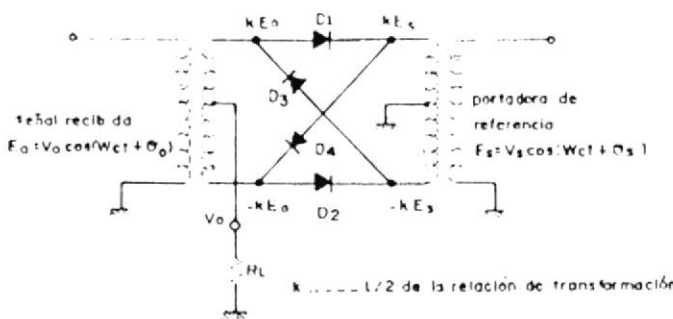 kEo
D1
kEs
D3
D4
señal recibida
Eo=Vo cos(Wct+Θo)
portadora de
referencia
Es=Vs cos(Wct+Θs)
-kEo
D2
-kEs
Vo
RL
k ...... 1/2 de la relación de transformación